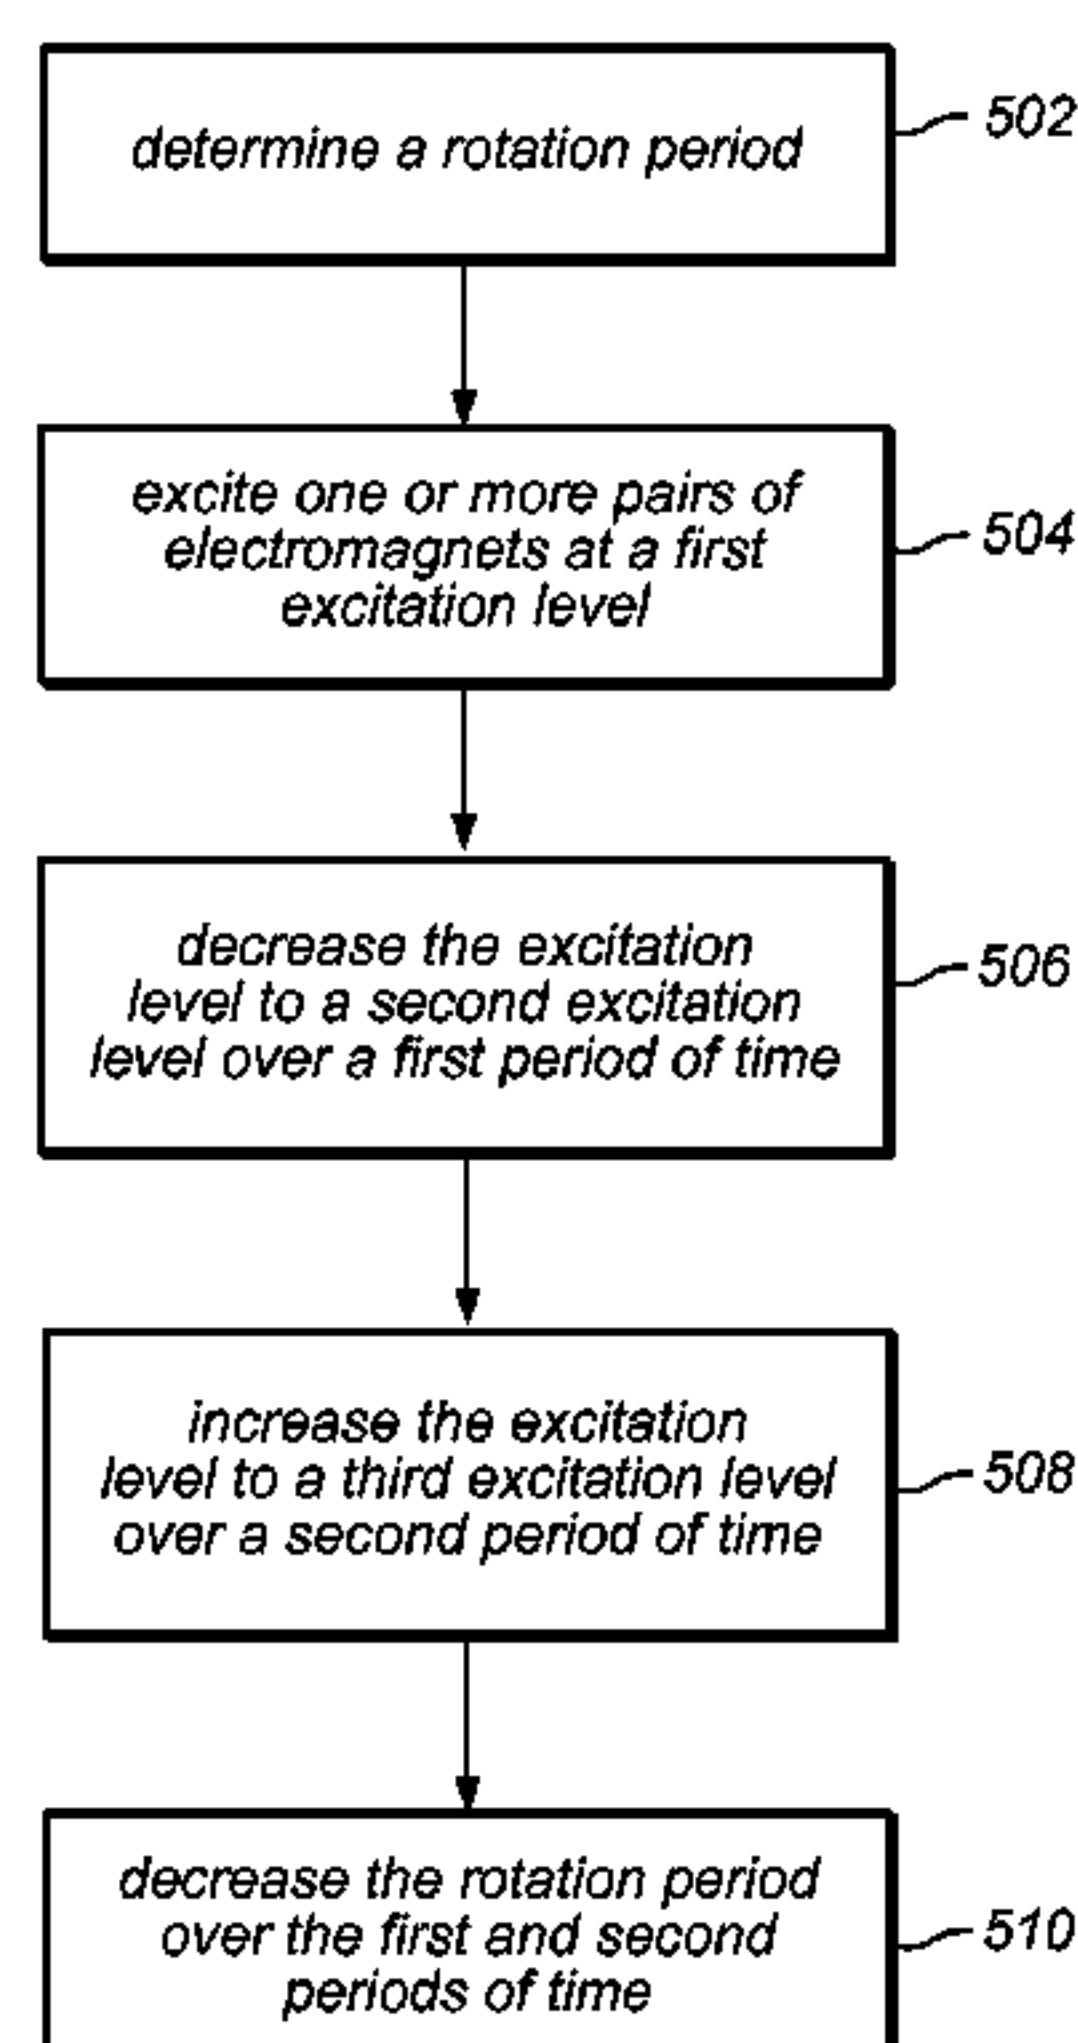 determine a rotation period
502
excite one or more pairs of
electromagnets at a first
excitation level
504
decrease the excitation
level to a second excitation
level over a first period of time
506
increase the excitation
level to a third excitation level
over a second period of time
508
decrease the rotation period
over the first and second
periods of time
510